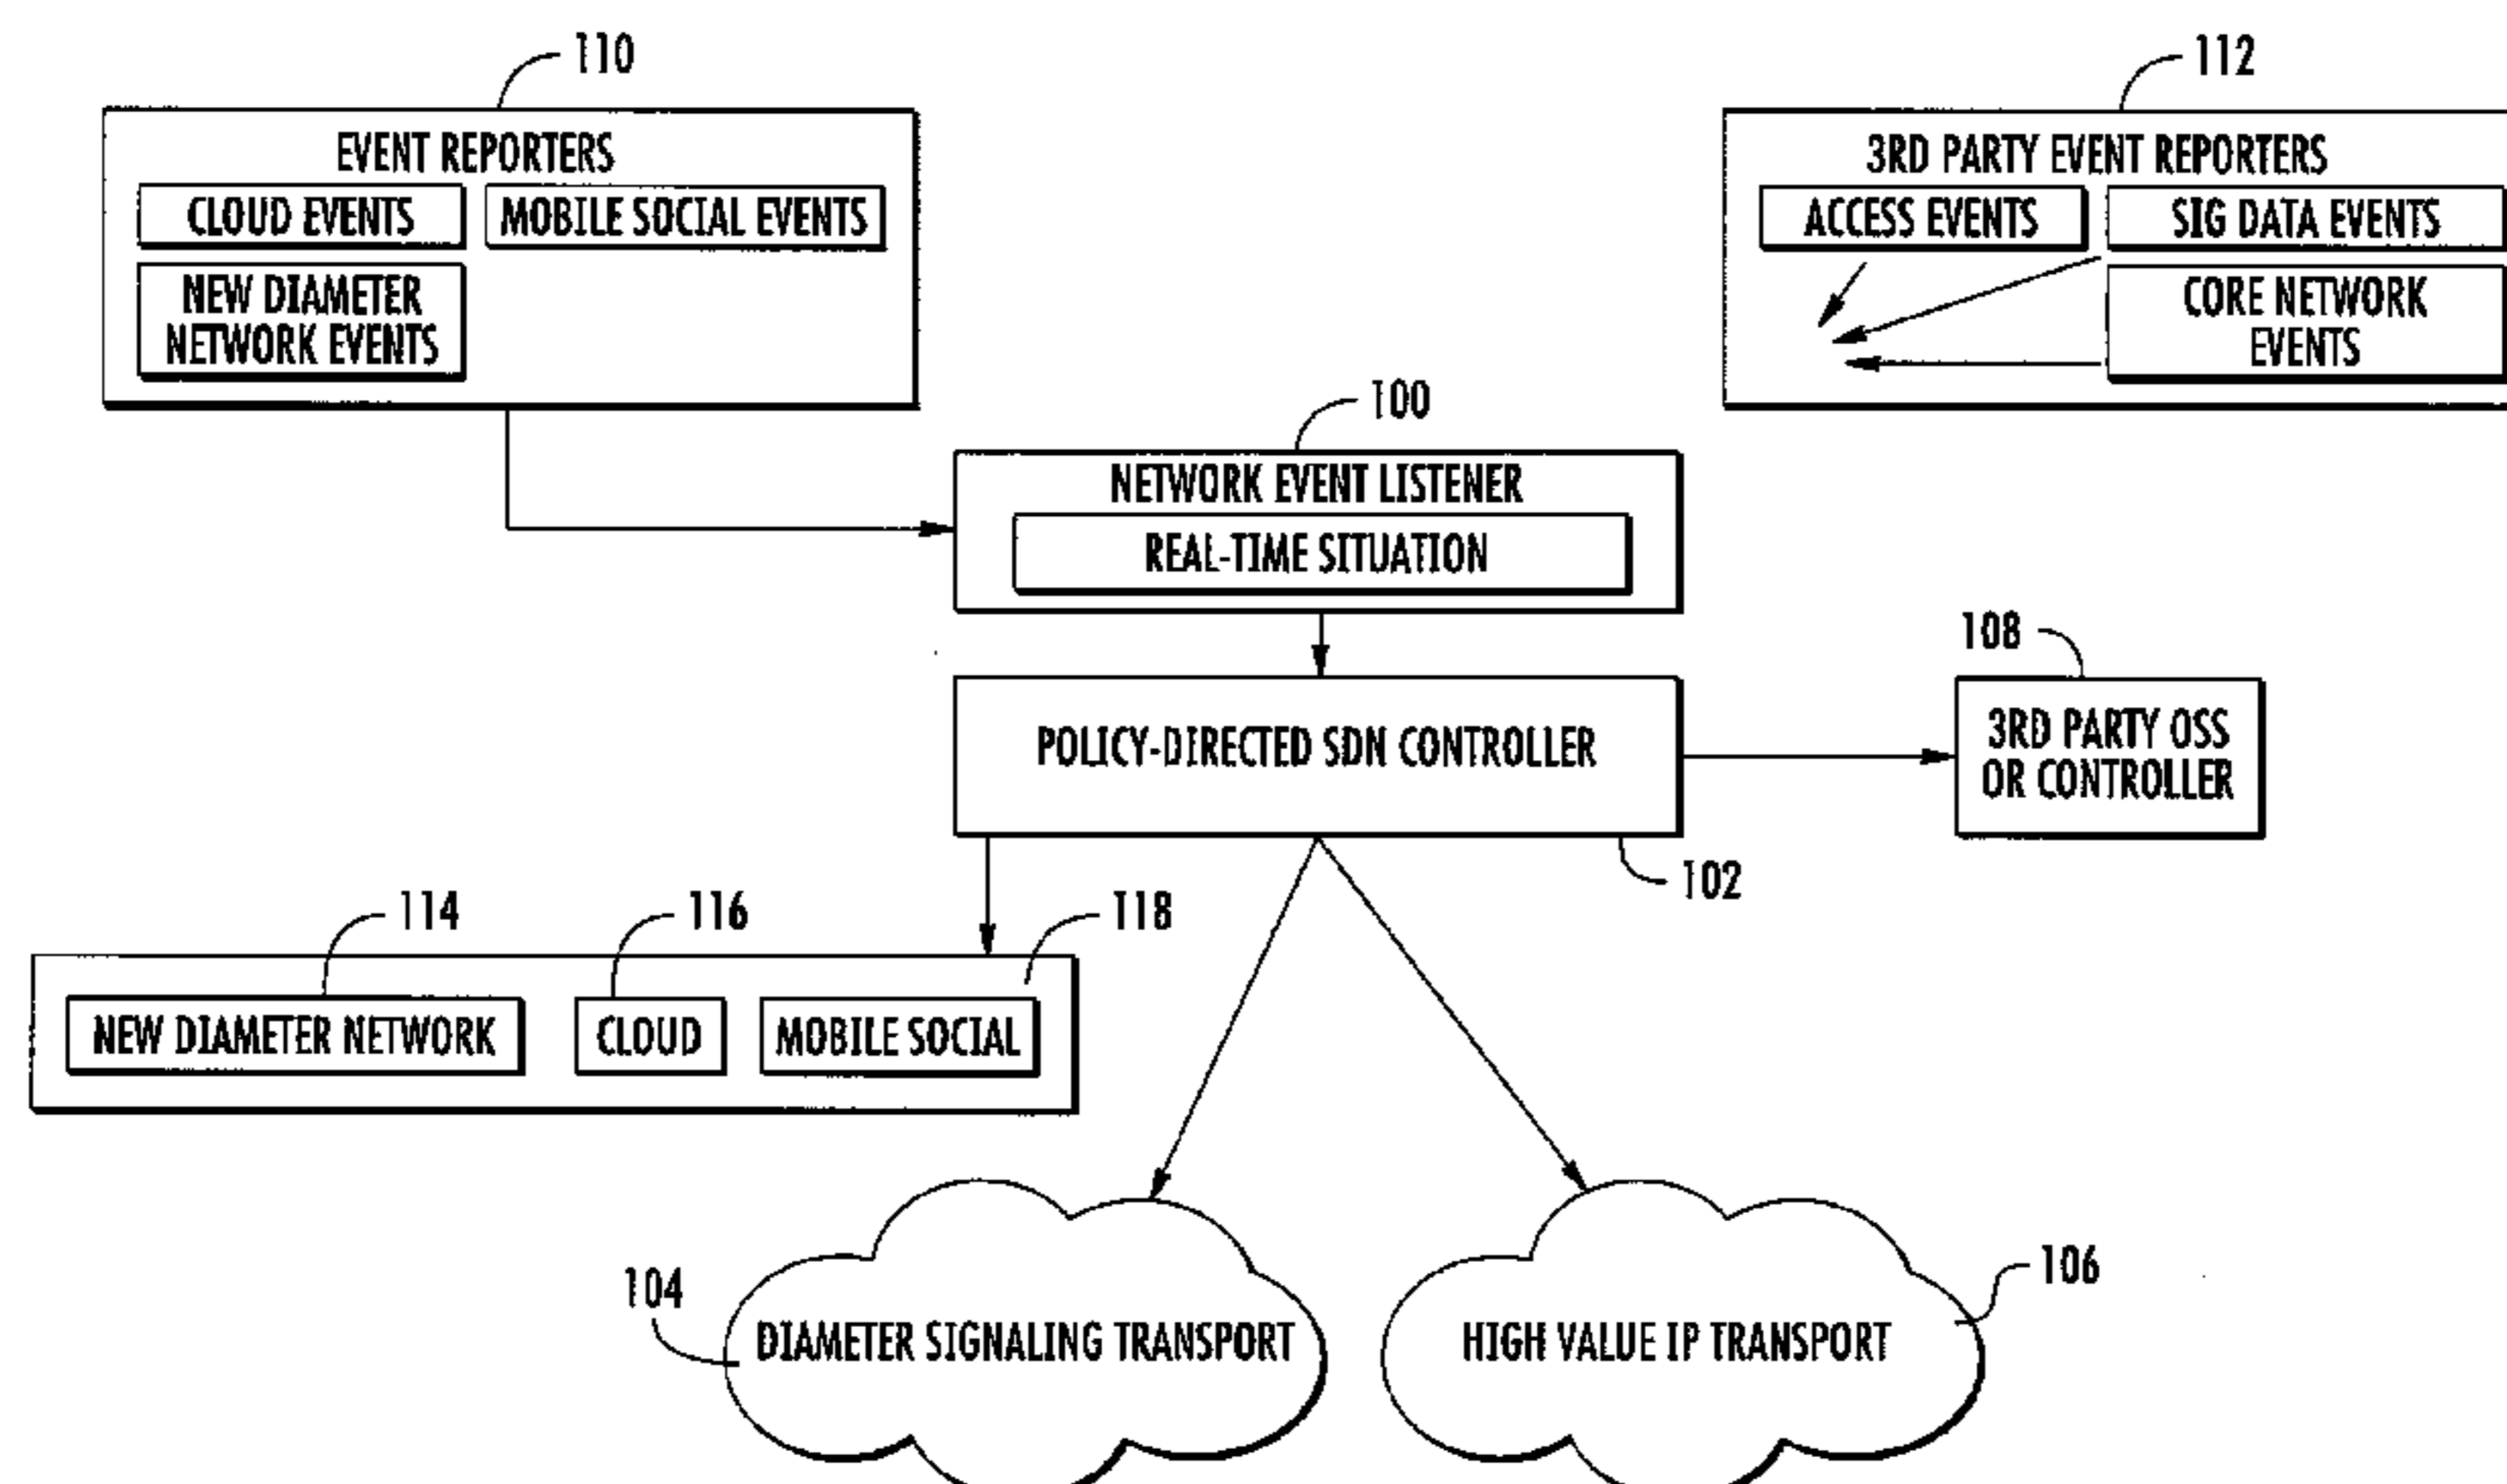 110
112
EVENT REPORTERS
CLOUD EVENTS
MOBILE SOCIAL EVENTS
NEW DIAMETER
NETWORK EVENTS
3RD PARTY EVENT REPORTERS
ACCESS EVENTS
SIG DATA EVENTS
CORE NETWORK
EVENTS
100
NETWORK EVENT LISTENER
REAL-TIME SITUATION
108
POLICY-DIRECTED SDN CONTROLLER
3RD PARTY OSS
OR CONTROLLER
102
114
116
118
NEW DIAMETER NETWORK
CLOUD
MOBILE SOCIAL
104
DIAMETER SIGNALING TRANSPORT
106
HIGH VALUE IP TRANSPORT